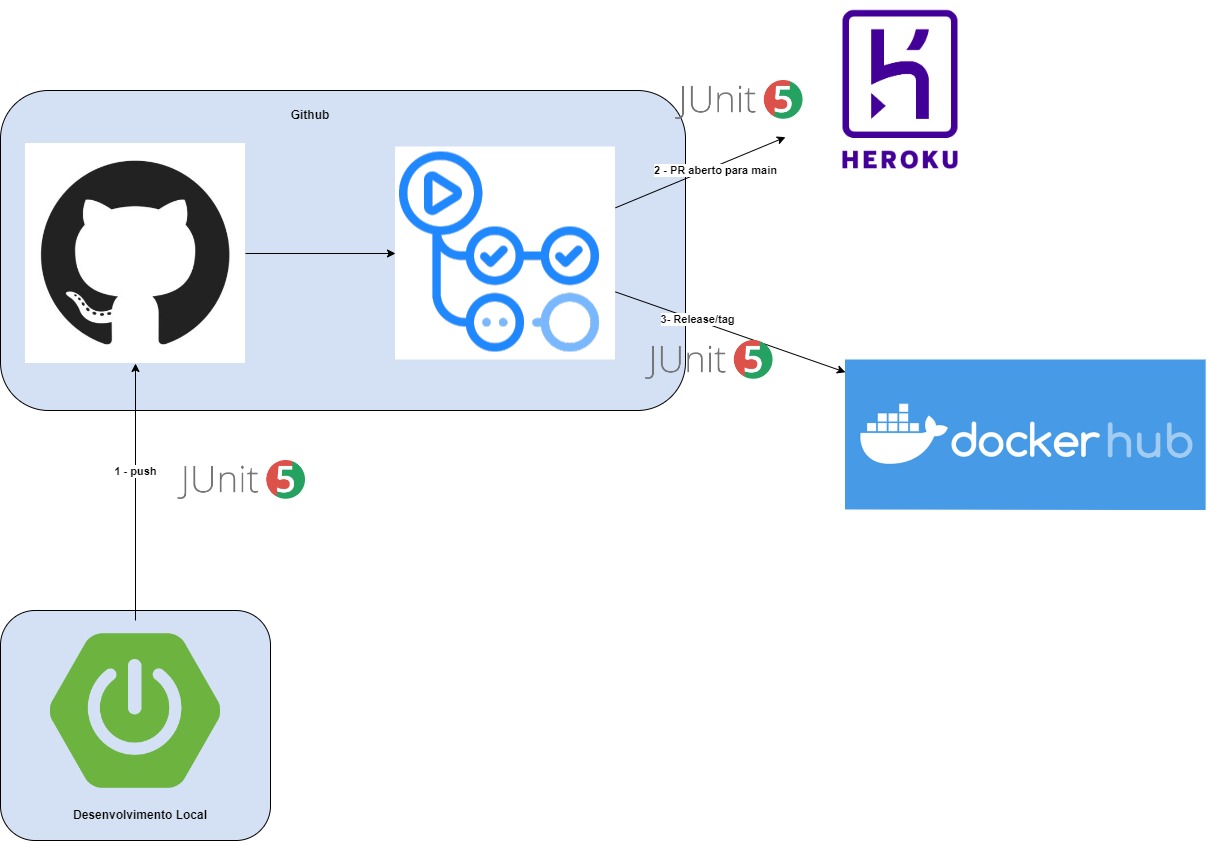 Github
JUnit 5
HEROKU
2 - PR aberto para main
3- Release/tag
JUnit 5
docker hub
1 - push
JUnit 5
Desenvolvimento Local